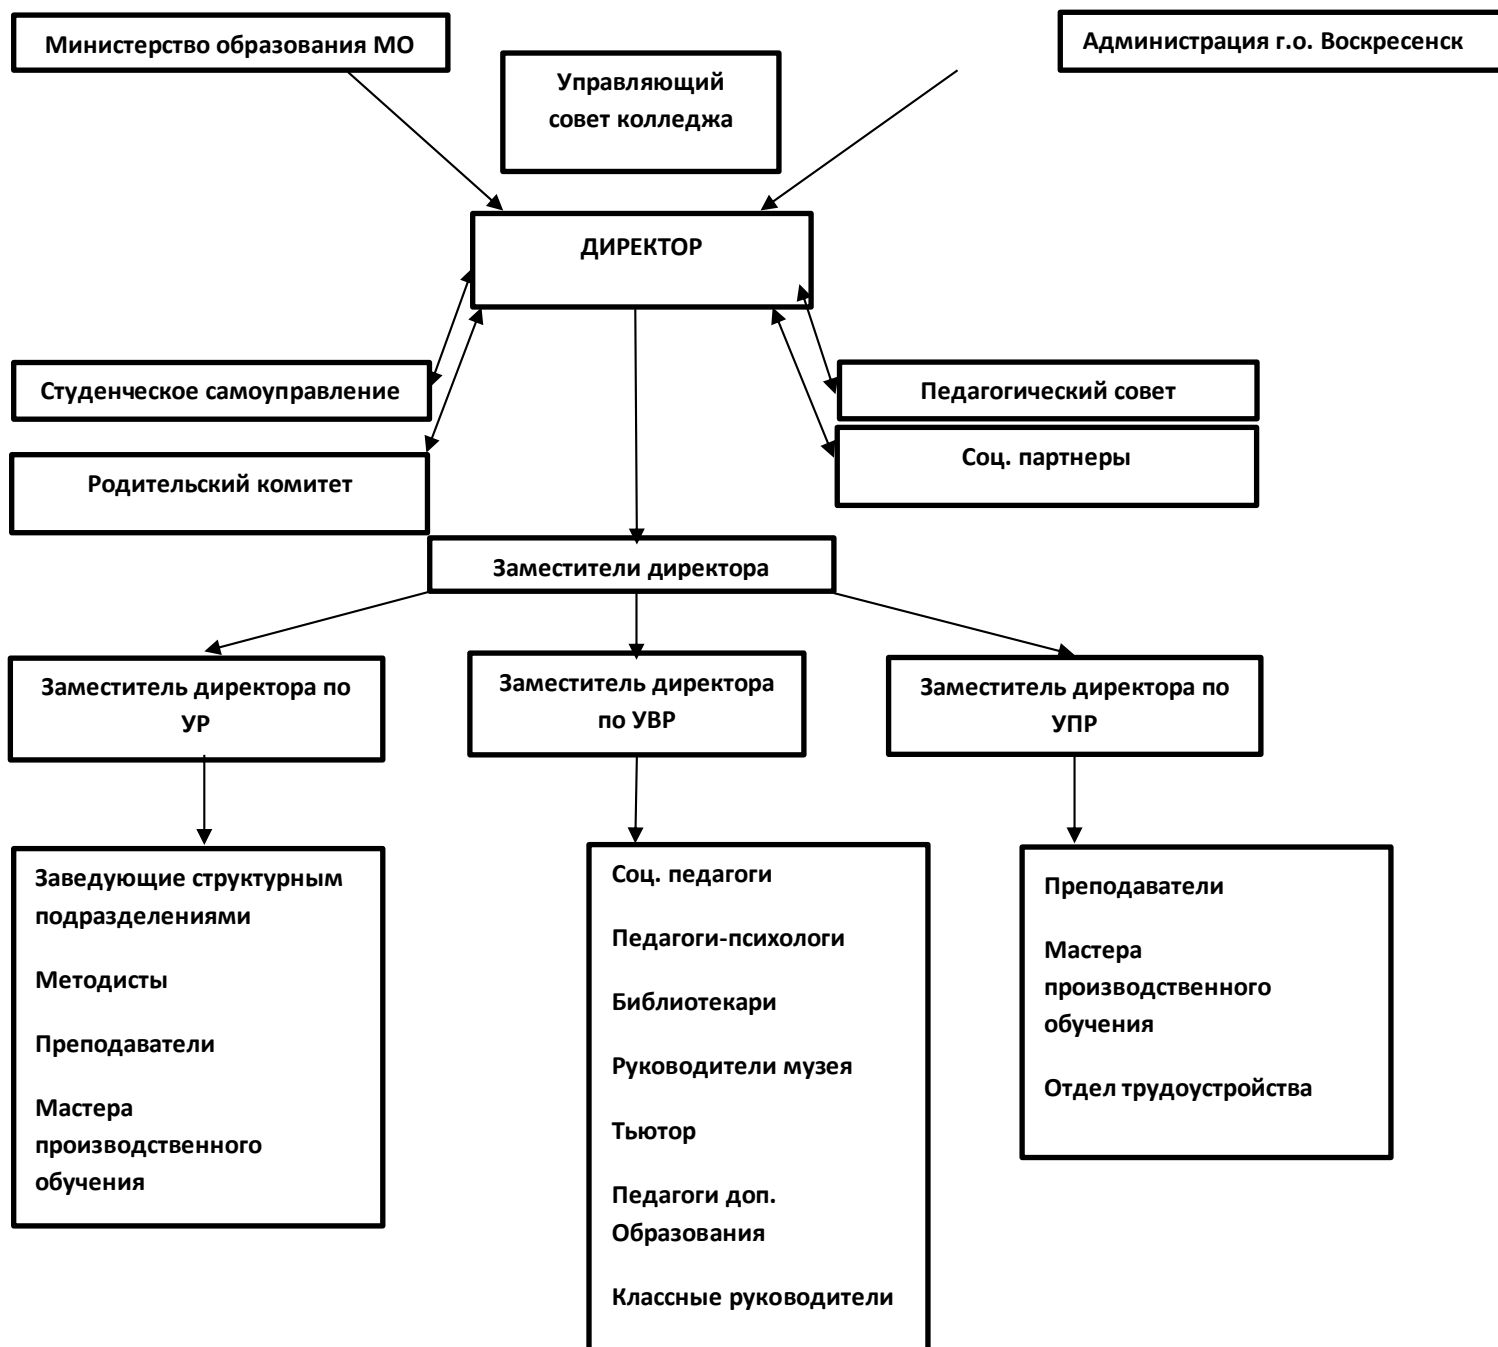 Министерство образования МО
Администрация г.о. Воскресенск
Управляющий
совет колледжа
ДИРЕКТОР
Студенческое самоуправление
Педагогический совет
Родительский комитет
Соц. партнеры
Заместители директора
Заместитель директора по
УР
Заместитель директора
по УВР
Заместитель директора по
УПР
Заведующие структурным
подразделениями
Методисты
Преподаватели
Мастера
производственного
обучения
Соц. педагоги
Педагоги-психологи
Библиотекари
Руководители музея
Тьютор
Педагоги доп.
Образования
Классные руководители
Преподаватели
Мастера
производственного
обучения
Отдел трудоустройства